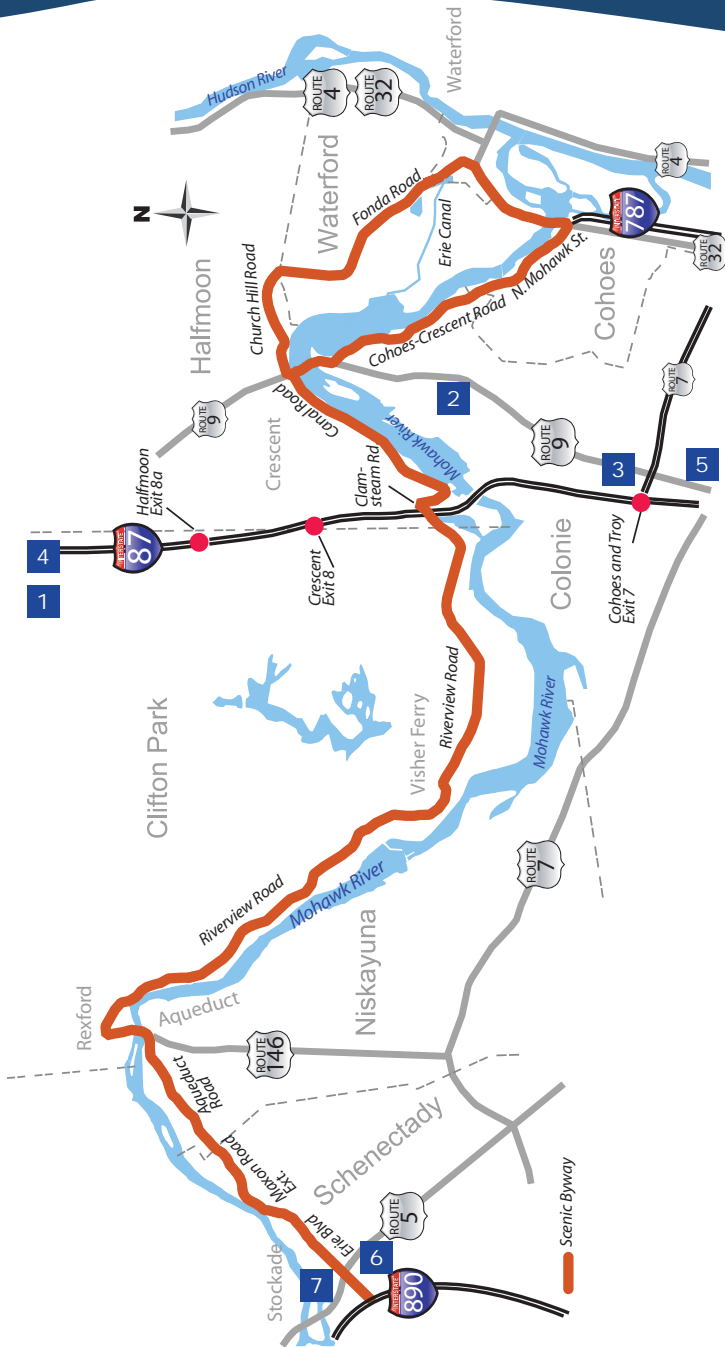 N
Hudson River
ROUTE
4
ROUTE
32
Waterford
Halfmoon
Waterford
Church Hill Road
Fonda Road
Erie Canal
ROUTE
4
INTERSTATE
787
ROUTE
32
Cohoes-Crescent Road
N. Mohawk St.
Cohoes
ROUTE
9
Crescent
Canal Road
Mohawk River
2
ROUTE
9
ROUTE
7
3
5
4
1
INTERSTATE
87
Halfmoon
Exit 8a
Crescent
Exit 8
Clam-
steam Rd
Colonie
Cohoes and Troy
Exit 7
Clifton Park
Visher Ferry
Riverview Road
Mohawk River
Riverview Road
Mohawk River
ROUTE
7
Rexford
Aqueduct
Niskayuna
ROUTE
146
Aqueduct
Road
Maxon Road
Ext.
Schenectady
Erie Blvd
Stockade
ROUTE
5
7
6
INTERSTATE
890
Scenic Byway